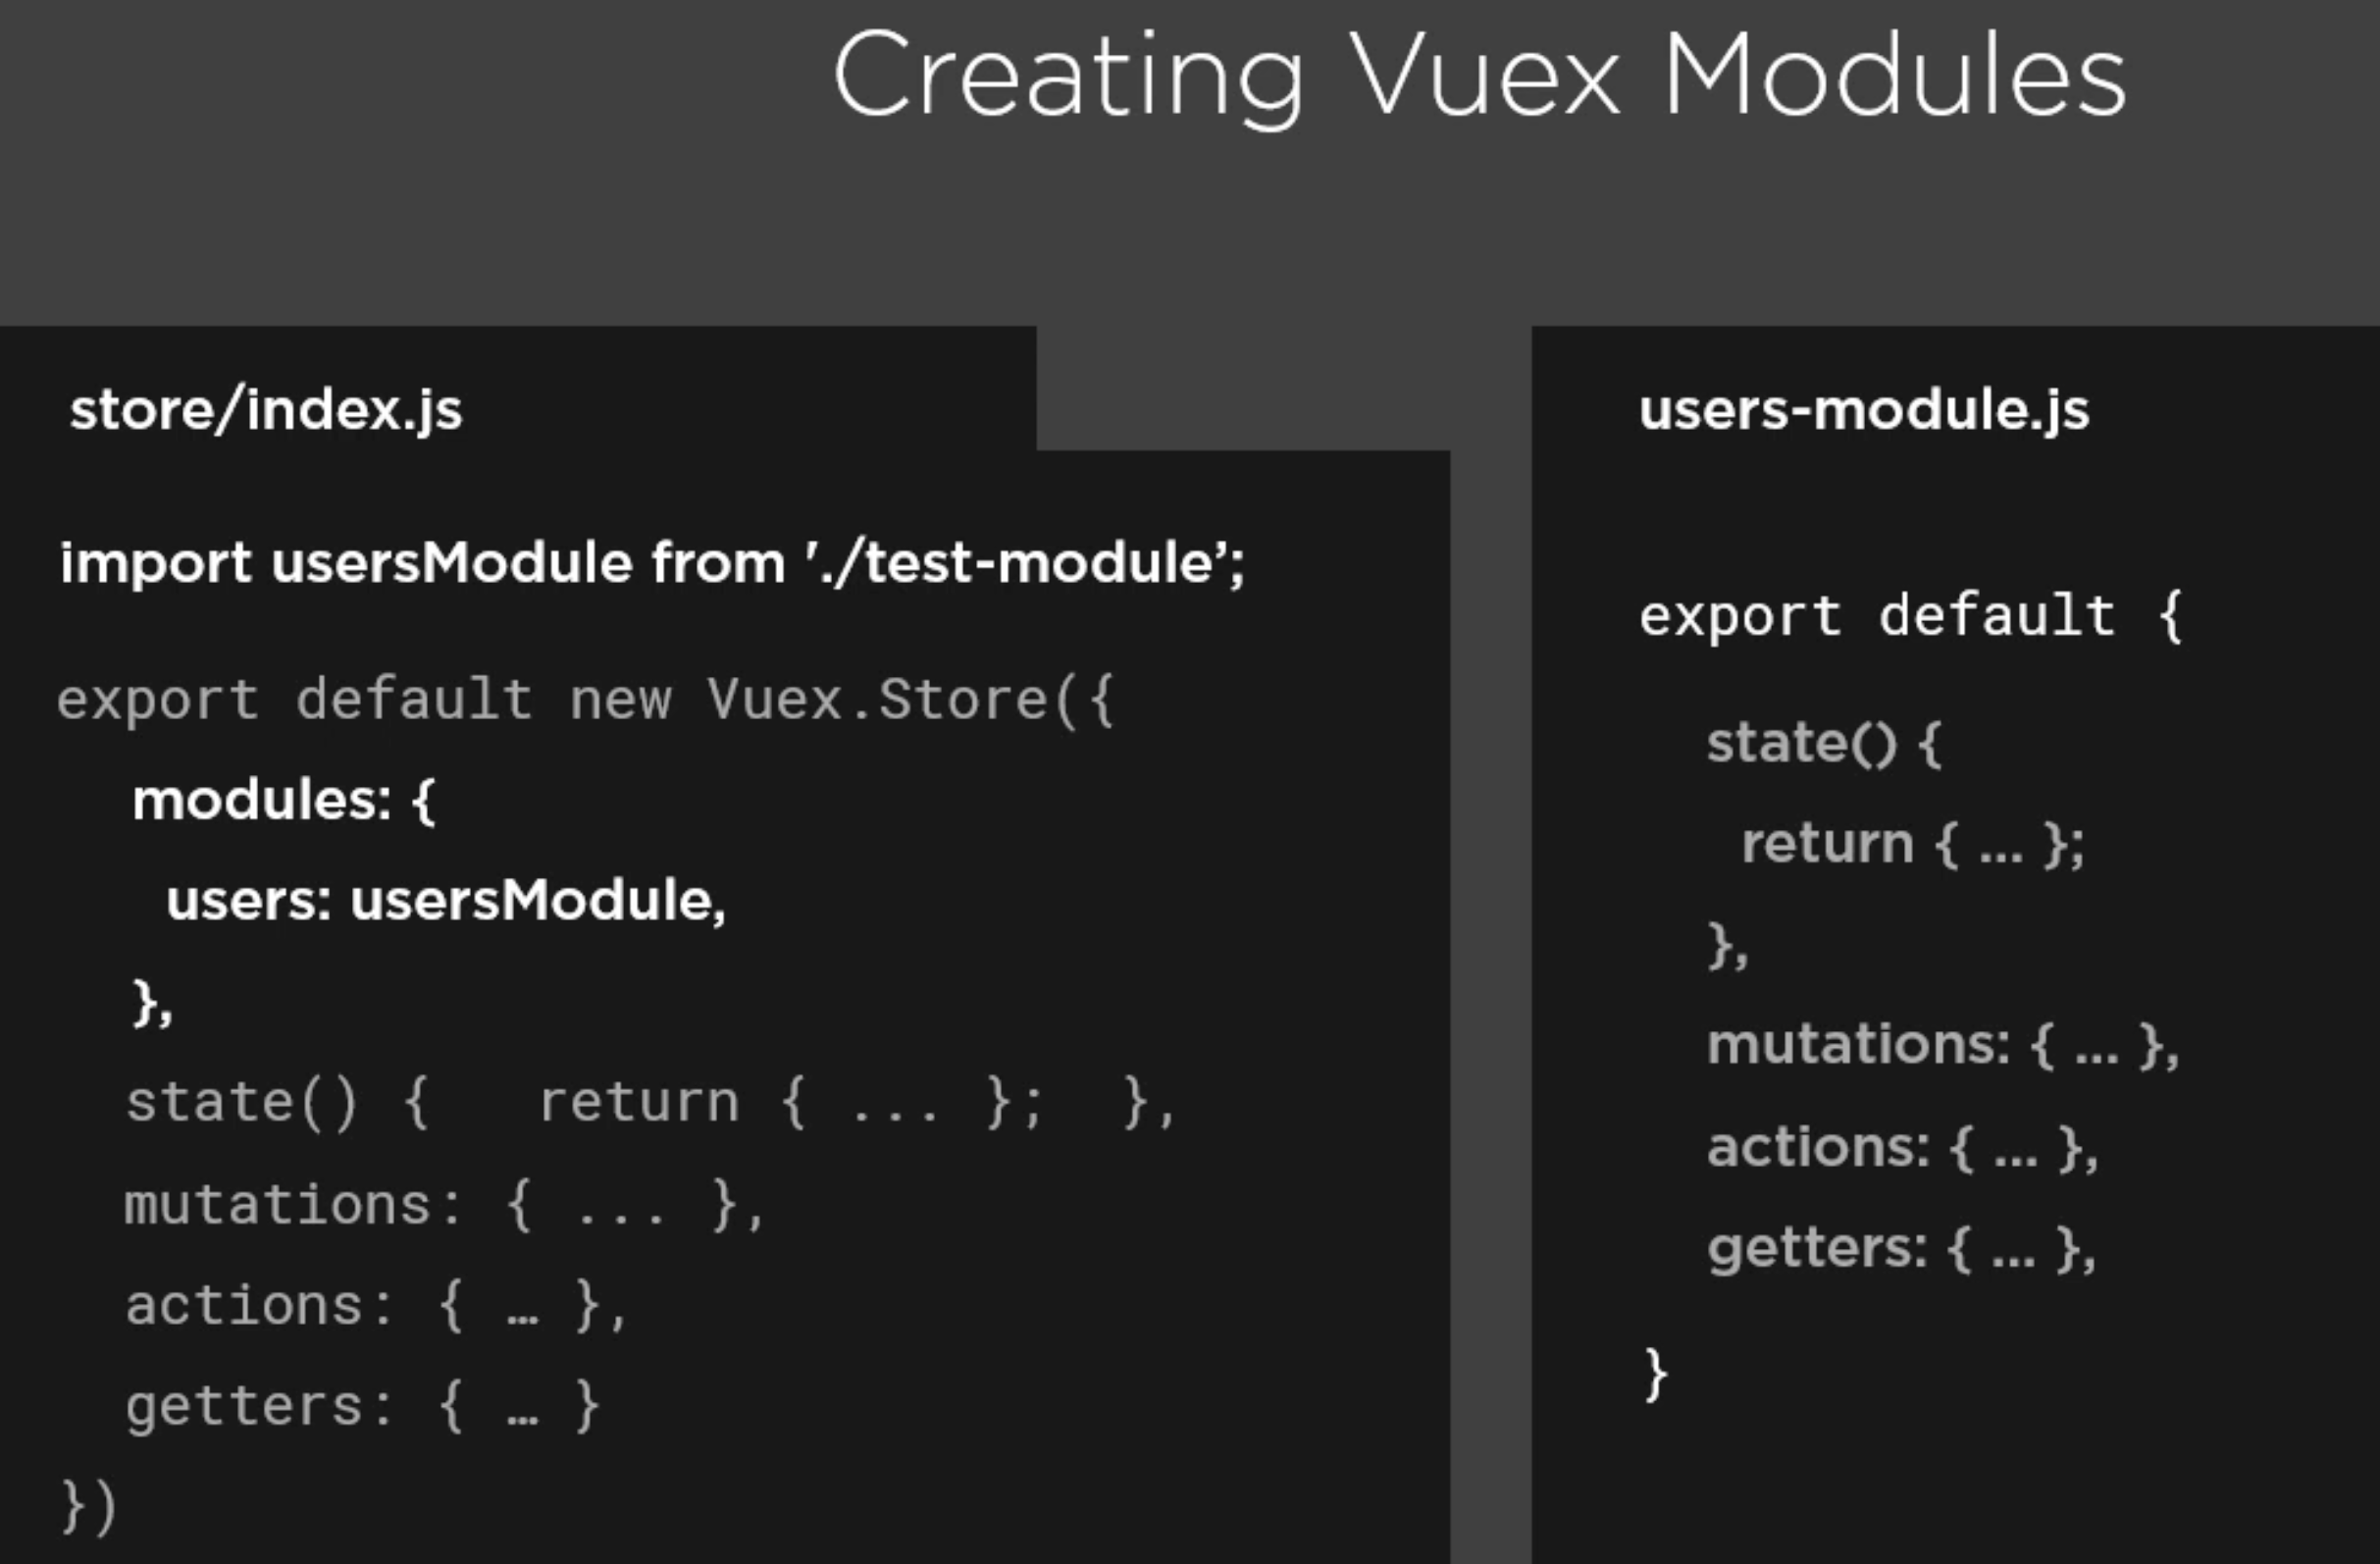 Creating Vuex Modules
store/index.js
import usersModule from './test-module’;
export default new Vuex.Store({
modules: {
users: usersModule,
},
state() {   return { ... };  },
mutations: { ... },
actions: { … },
getters: { … }
})
users-module.js
export default {
state() {
return { ... };
},
mutations: { ... },
actions: { ... },
getters: { ... },
}